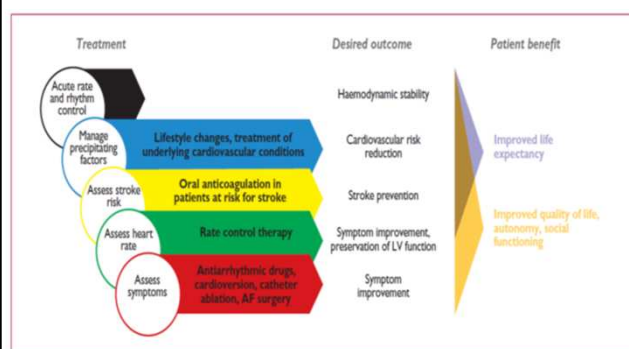 Treatment
Desired outcome
Patient benefit
Acute rate
and rhythm
control
Haemodynamic stability
Manage
precipitating
factors
Lifestyle changes, treatment of
underlying cardiovascular conditions
Cardiovascular risk
reduction
Improved life
expectancy
Assess stroke
risk
Oral anticoagulation in
patients at risk for stroke
Stroke prevention
Assess heart
rate
Rate control therapy
Symptom improvement,
preservation of LV function
Improved quality of life,
autonomy, social
functioning
Assess
symptoms
Antiarrhythmic drugs,
cardioversion, catheter
ablation, AF surgery
Symptom
improvement